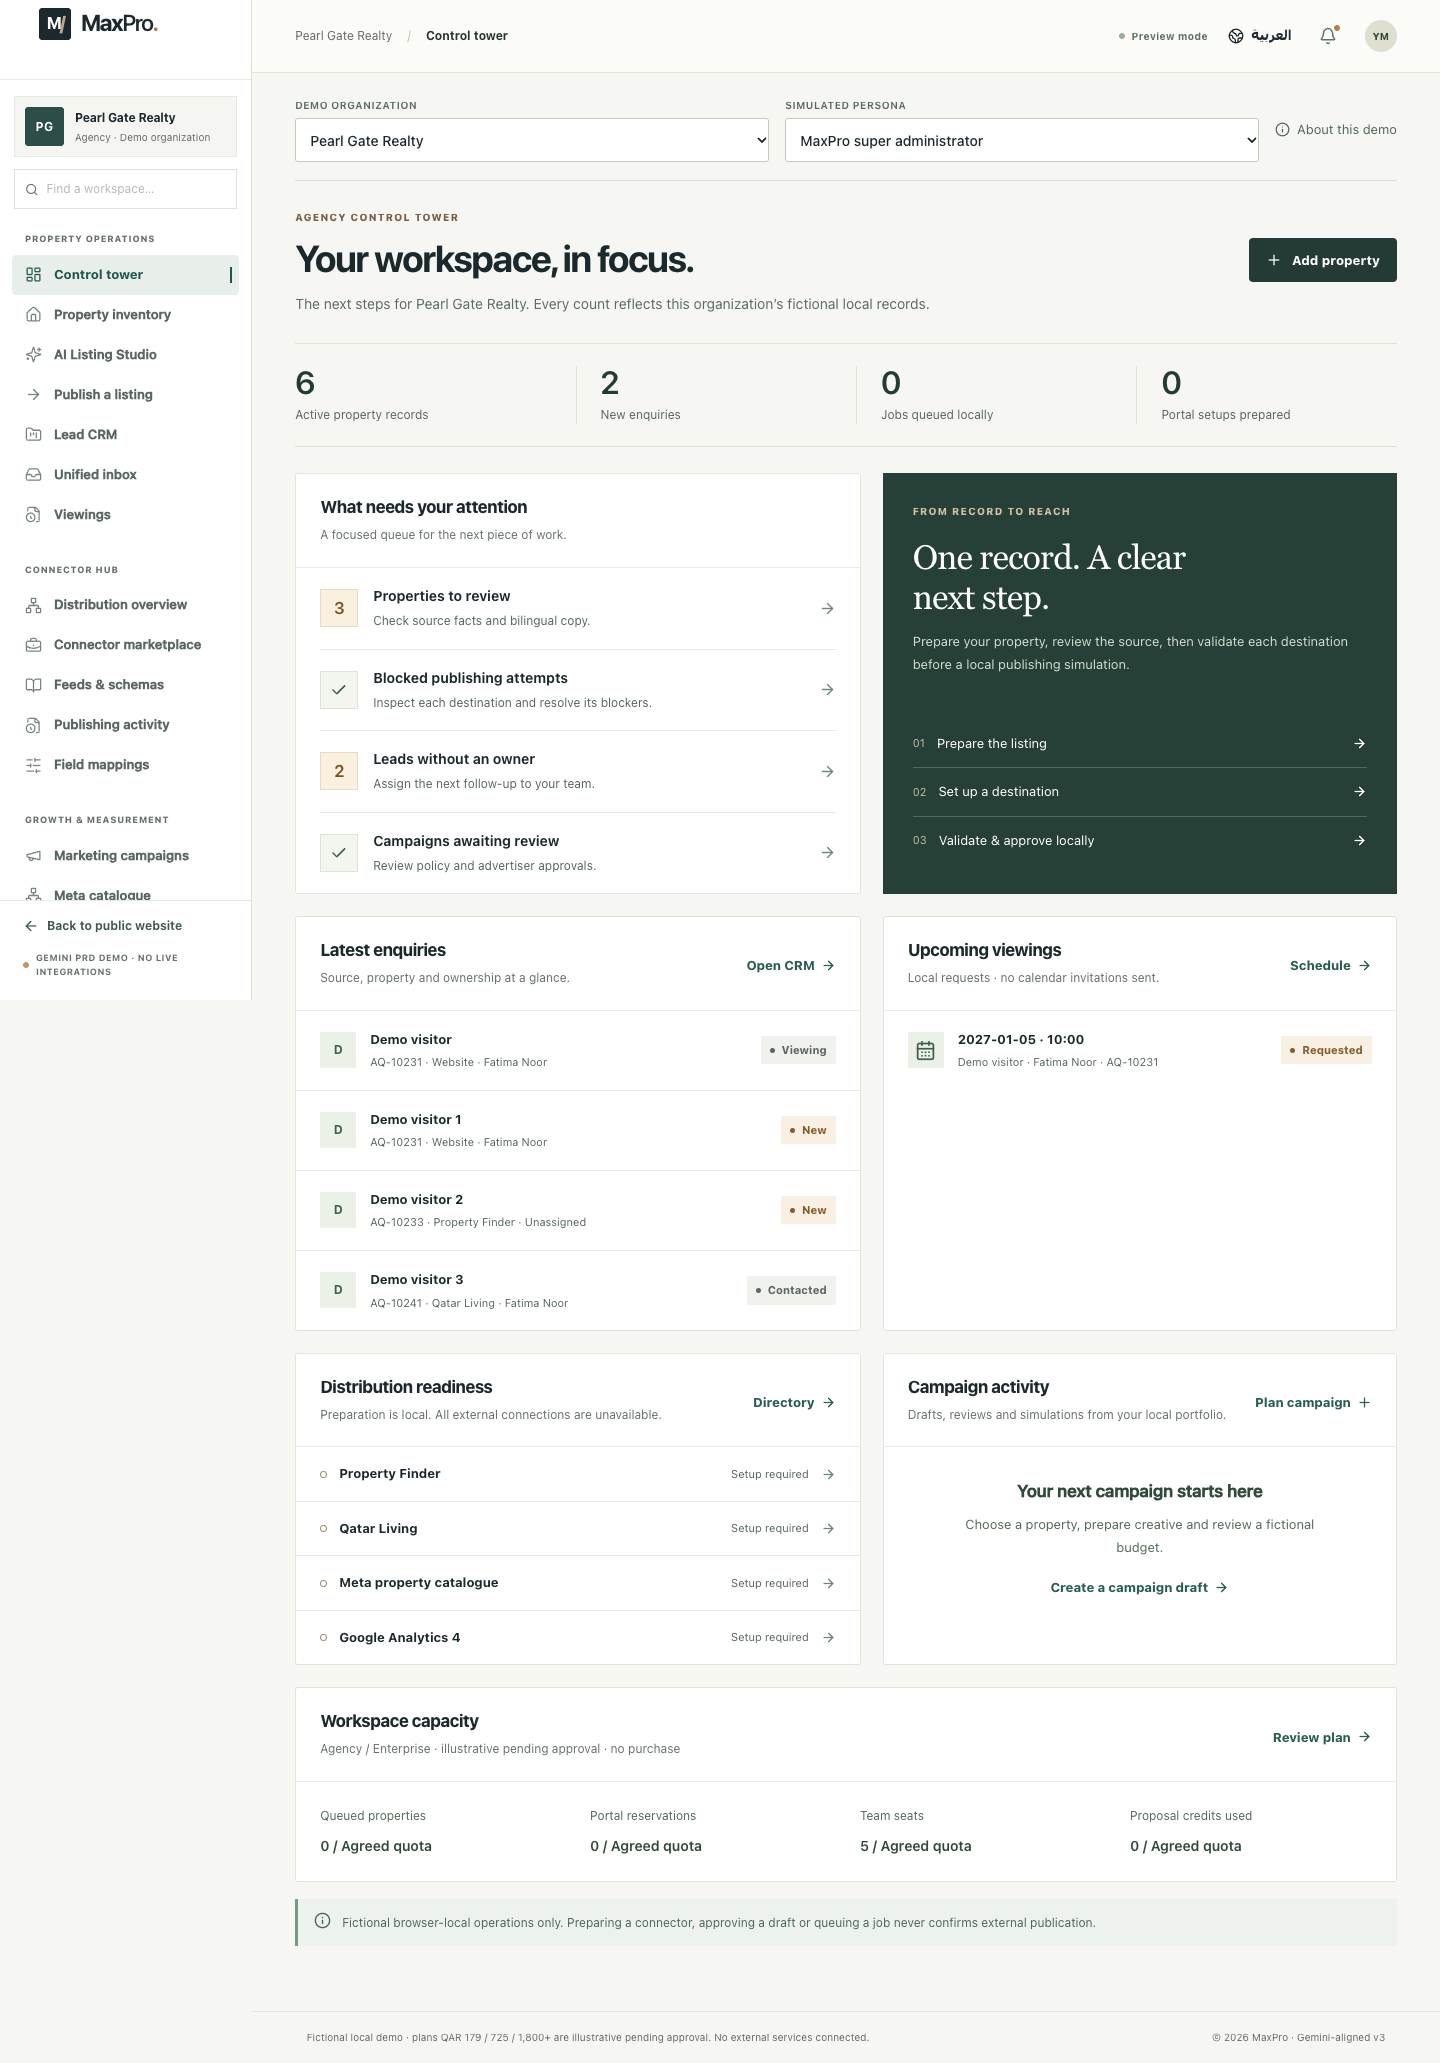 M/ MaxPro.
PG
Pearl Gate Realty
Agency · Demo organization
Find a workspace...
PROPERTY OPERATIONS
Control tower
Property inventory
AI Listing Studio
Publish a listing
Lead CRM
Unified inbox
Viewings
CONNECTOR HUB
Distribution overview
Connector marketplace
Feeds & schemas
Publishing activity
Field mappings
GROWTH & MEASUREMENT
Marketing campaigns
Meta catalogue
Back to public website
GEMINI PRD DEMO · NO LIVE
INTEGRATIONS
Pearl Gate Realty / Control tower
Preview mode
العربية
YM
DEMO ORGANIZATION
Pearl Gate Realty
SIMULATED PERSONA
MaxPro super administrator
About this demo
AGENCY CONTROL TOWER
Your workspace, in focus.
The next steps for Pearl Gate Realty. Every count reflects this organization’s fictional local records.
Add property
6
Active property records
2
New enquiries
0
Jobs queued locally
0
Portal setups prepared
What needs your attention
A focused queue for the next piece of work.
3
Properties to review
Check source facts and bilingual copy.
Blocked publishing attempts
Inspect each destination and resolve its blockers.
2
Leads without an owner
Assign the next follow-up to your team.
Campaigns awaiting review
Review policy and advertiser approvals.
FROM RECORD TO REACH
One record. A clear
next step.
Prepare your property, review the source, then validate each destination
before a local publishing simulation.
01 Prepare the listing
02 Set up a destination
03 Validate & approve locally
Latest enquiries
Source, property and ownership at a glance.
Open CRM
D
Demo visitor
AQ-10231 · Website · Fatima Noor
Viewing
D
Demo visitor 1
AQ-10231 · Website · Fatima Noor
New
D
Demo visitor 2
AQ-10233 · Property Finder · Unassigned
New
D
Demo visitor 3
AQ-10241 · Qatar Living · Fatima Noor
Contacted
Upcoming viewings
Local requests · no calendar invitations sent.
Schedule
2027-01-05 · 10:00
Demo visitor · Fatima Noor · AQ-10231
Requested
Distribution readiness
Preparation is local. All external connections are unavailable.
Directory
Property Finder
Setup required
Qatar Living
Setup required
Meta property catalogue
Setup required
Google Analytics 4
Setup required
Campaign activity
Drafts, reviews and simulations from your local portfolio.
Plan campaign
Your next campaign starts here
Choose a property, prepare creative and review a fictional
budget.
Create a campaign draft
Workspace capacity
Agency / Enterprise · illustrative pending approval · no purchase
Review plan
Queued properties
0 / Agreed quota
Portal reservations
0 / Agreed quota
Team seats
5 / Agreed quota
Proposal credits used
0 / Agreed quota
Fictional browser-local operations only. Preparing a connector, approving a draft or queuing a job never confirms external publication.
Fictional local demo · plans QAR 179 / 725 / 1,800+ are illustrative pending approval. No external services connected.
© 2026 MaxPro · Gemini-aligned v3